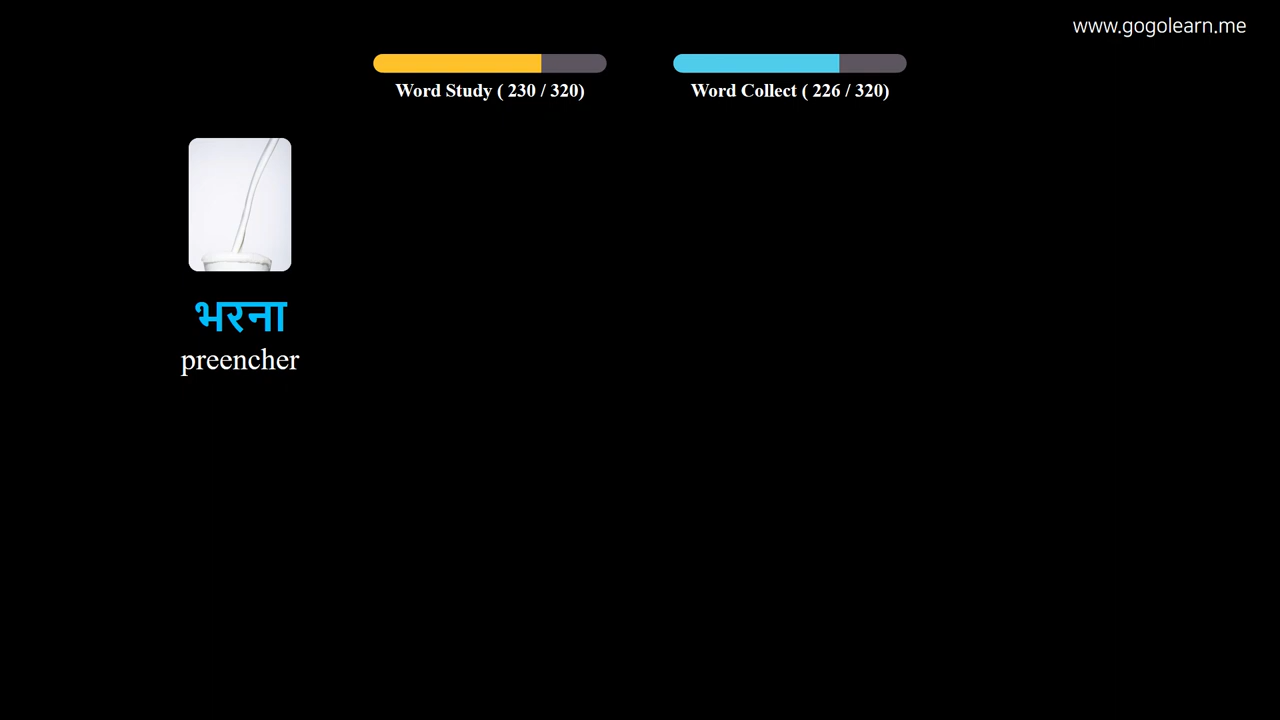 www.gogolearn.me
Word Study ( 230 / 320)
Word Collect ( 226 / 320)
भरना
preencher